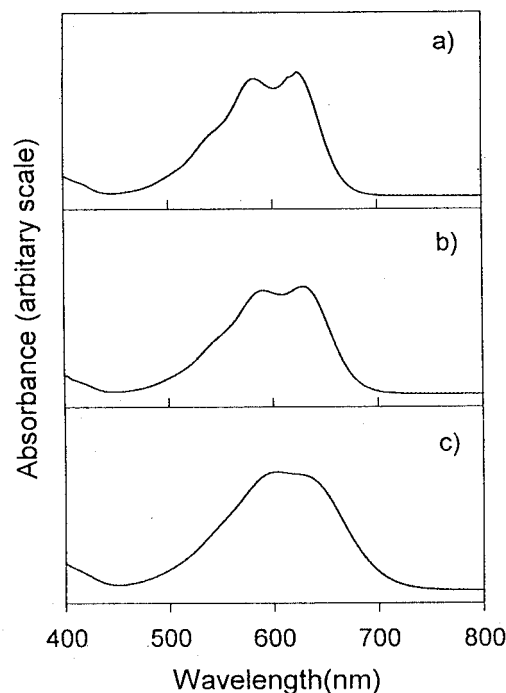 a)
b)
c)
Absorbance (arbitary scale)
400 500 600 700 800
Wavelength(nm)